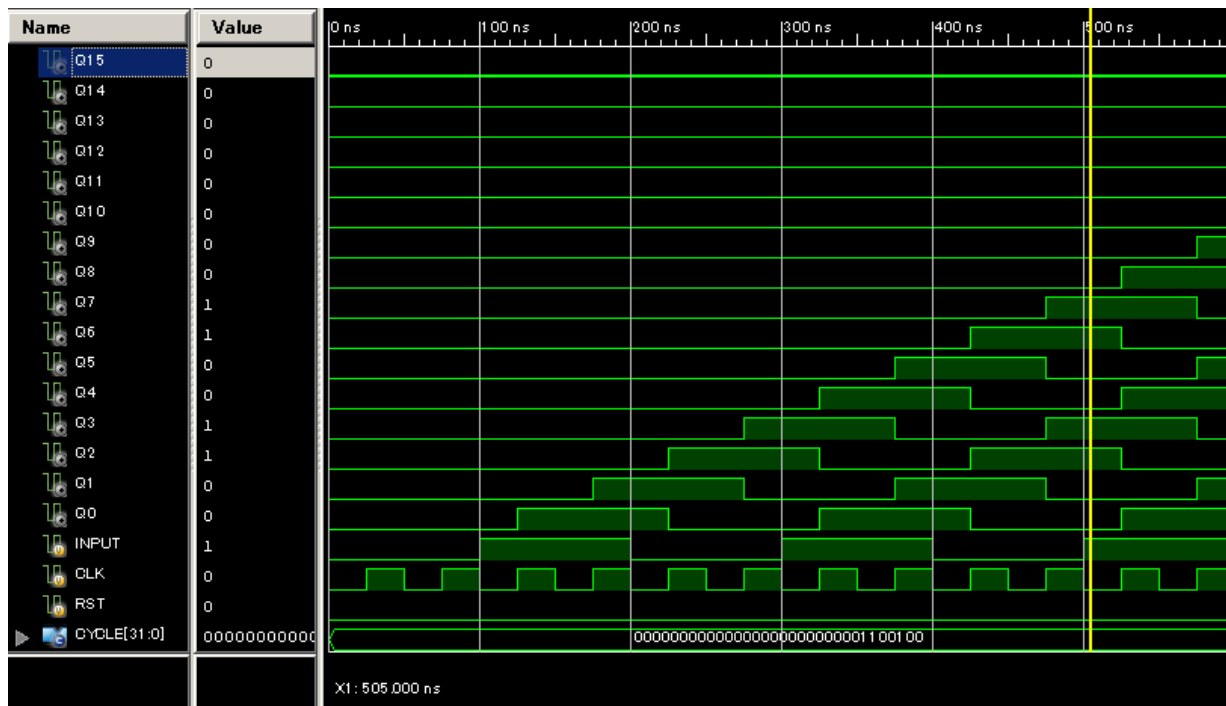 Name Value 0 ns 100 ns 200 ns 300 ns 400 ns 500 ns
Q15 0
Q14 0
Q13 0
Q12 0
Q11 0
Q10 0
Q9 0
Q8 0
Q7 1
Q6 1
Q5 0
Q4 0
Q3 1
Q2 1
Q1 0
Q0 0
INPUT 1
CLK 0
RST 0
CYCLE[31:0] 000000000000 00000000000000000000000011001000
X1: 505.000 ns